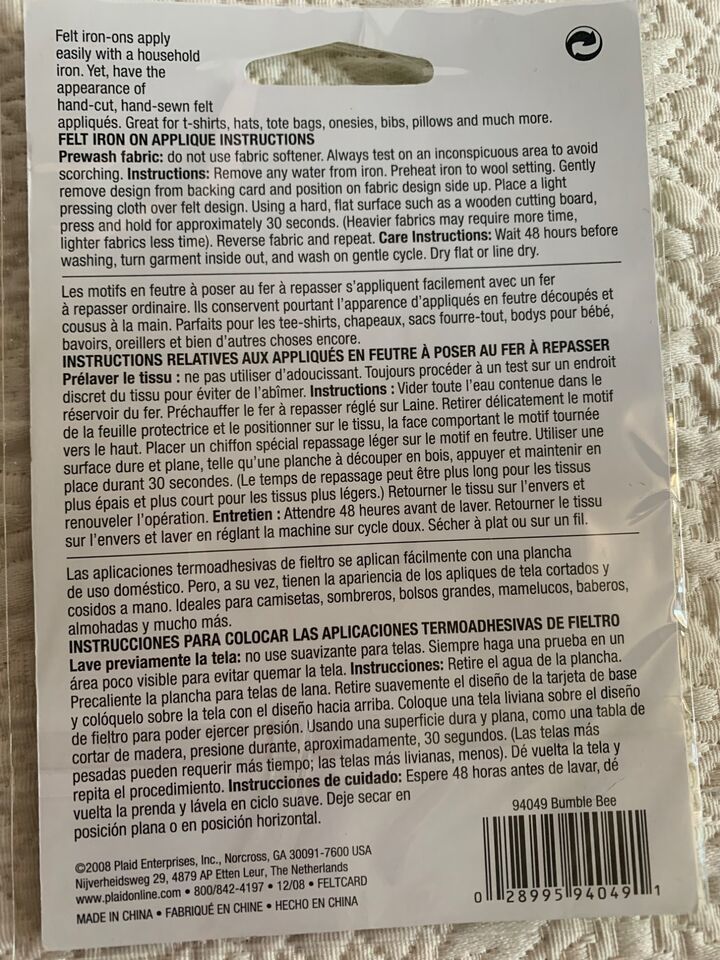 Felt iron-ons apply
easily with a household
iron. Yet, have the
appearance of
hand-cut, hand-sewn felt
appliqués. Great for t-shirts, hats, tote bags, onesies, bibs, pillows and much more.
FELT IRON ON APPLIQUE INSTRUCTIONS
Prewash fabric: do not use fabric softener. Always test on an inconspicuous area to avoid
scorching. Instructions: Remove any water from iron. Preheat iron to wool setting. Gently
remove design from backing card and position on fabric design side up. Place a light
pressing cloth over felt design. Using a hard, flat surface such as a wooden cutting board,
press and hold for approximately 30 seconds. (Heavier fabrics may require more time,
lighter fabrics less time). Reverse fabric and repeat. Care Instructions: Wait 48 hours before
washing, turn garment inside out, and wash on gentle cycle. Dry flat or line dry.
Les motifs en feutre à poser au fer à repasser s'appliquent facilement avec un fer
à repasser ordinaire. Ils conservent pourtant l'apparence d'appliqués en feutre découpés et
cousus à la main. Parfaits pour les tee-shirts, chapeaux, sacs fourre-tout, bodys pour bébé,
bavoirs, oreillers et bien d'autres choses encore.
INSTRUCTIONS RELATIVES AUX APPLIQUÉS EN FEUTRE À POSER AU FER À REPASSER
Prélaver le tissu : ne pas utiliser d'adoucissant. Toujours procéder à un test sur un endroit
discret du tissu pour éviter de l'abîmer. Instructions : Vider toute l'eau contenue dans le
réservoir du fer. Préchauffer le fer à repasser réglé sur Laine. Retirer délicatement le motif
de la feuille protectrice et le positionner sur le tissu, la face comportant le motif tournée
vers le haut. Placer un chiffon spécial repassage léger sur le motif en feutre. Utiliser une
surface dure et plane, telle qu'une planche à découper en bois, appuyer et maintenir en
place durant 30 secondes. (Le temps de repassage peut être plus long pour les tissus
plus épais et plus court pour les tissus plus légers.) Retourner le tissu sur l'envers et
renouveler l'opération. Entretien : Attendre 48 heures avant de laver. Retourner le tissu
sur l'envers et laver en réglant la machine sur cycle doux. Sécher à plat ou sur un fil.
Las aplicaciones termoadhesivas de fieltro se aplican fácilmente con una plancha
de uso doméstico. Pero, a su vez, tienen la apariencia de los apliques de tela cortados y
cosidos a mano. Ideales para camisetas, sombreros, bolsos grandes, mamelucos, baberos,
almohadas y mucho más.
INSTRUCCIONES PARA COLOCAR LAS APLICACIONES TERMOADHESIVAS DE FIELTRO
Lave previamente la tela: no use suavizante para telas. Siempre haga una prueba en un
área poco visible para evitar quemar la tela. Instrucciones: Retire el agua de la plancha.
Precaliente la plancha para telas de lana. Retire suavemente el diseño de la tarjeta de base
y colóquelo sobre la tela con el diseño hacia arriba. Coloque una tela liviana sobre el diseño
de fieltro para poder ejercer presión. Usando una superficie dura y plana, como una tabla de
cortar de madera, presione durante, aproximadamente, 30 segundos. (Las telas más
pesadas pueden requerir más tiempo; las telas más livianas, menos). Dé vuelta la tela y
repita el procedimiento. Instrucciones de cuidado: Espere 48 horas antes de lavar, dé
vuelta la prenda y lávela en ciclo suave. Deje secar en
posición plana o en posición horizontal.
94049 Bumble Bee
©2008 Plaid Enterprises, Inc., Norcross, GA 30091-7600 USA
Nijverheidsweg 29, 4879 AP Etten Leur, The Netherlands
www.plaidonline.com • 800/842-4197 • 12/08 • FELTCARD
MADE IN CHINA • FABRIQUÉ EN CHINE • HECHO EN CHINA
0 28995 94049 1